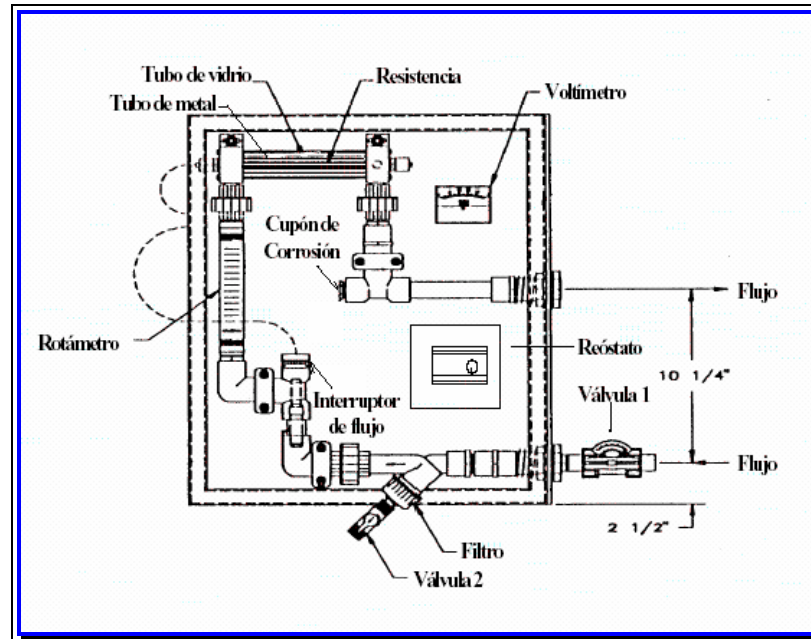 Tubo de vidrio
Tubo de metal
Resistencia
Voltímetro
Cupón de
Corrosión
Flujo
Rotámetro
Reóstato
10 1/4"
Interruptor
de flujo
Válvula 1
Flujo
2 1/2"
Filtro
Válvula 2